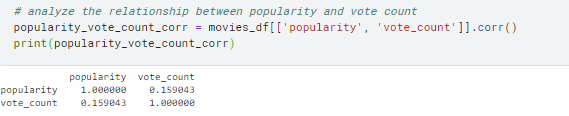 # analyze the relationship between popularity and vote count
popularity_vote_count_corr = movies_df[['popularity', 'vote_count']].corr()
print(popularity_vote_count_corr)
popularity vote_count
popularity 1.000000 0.159043
vote_count 0.159043 1.000000